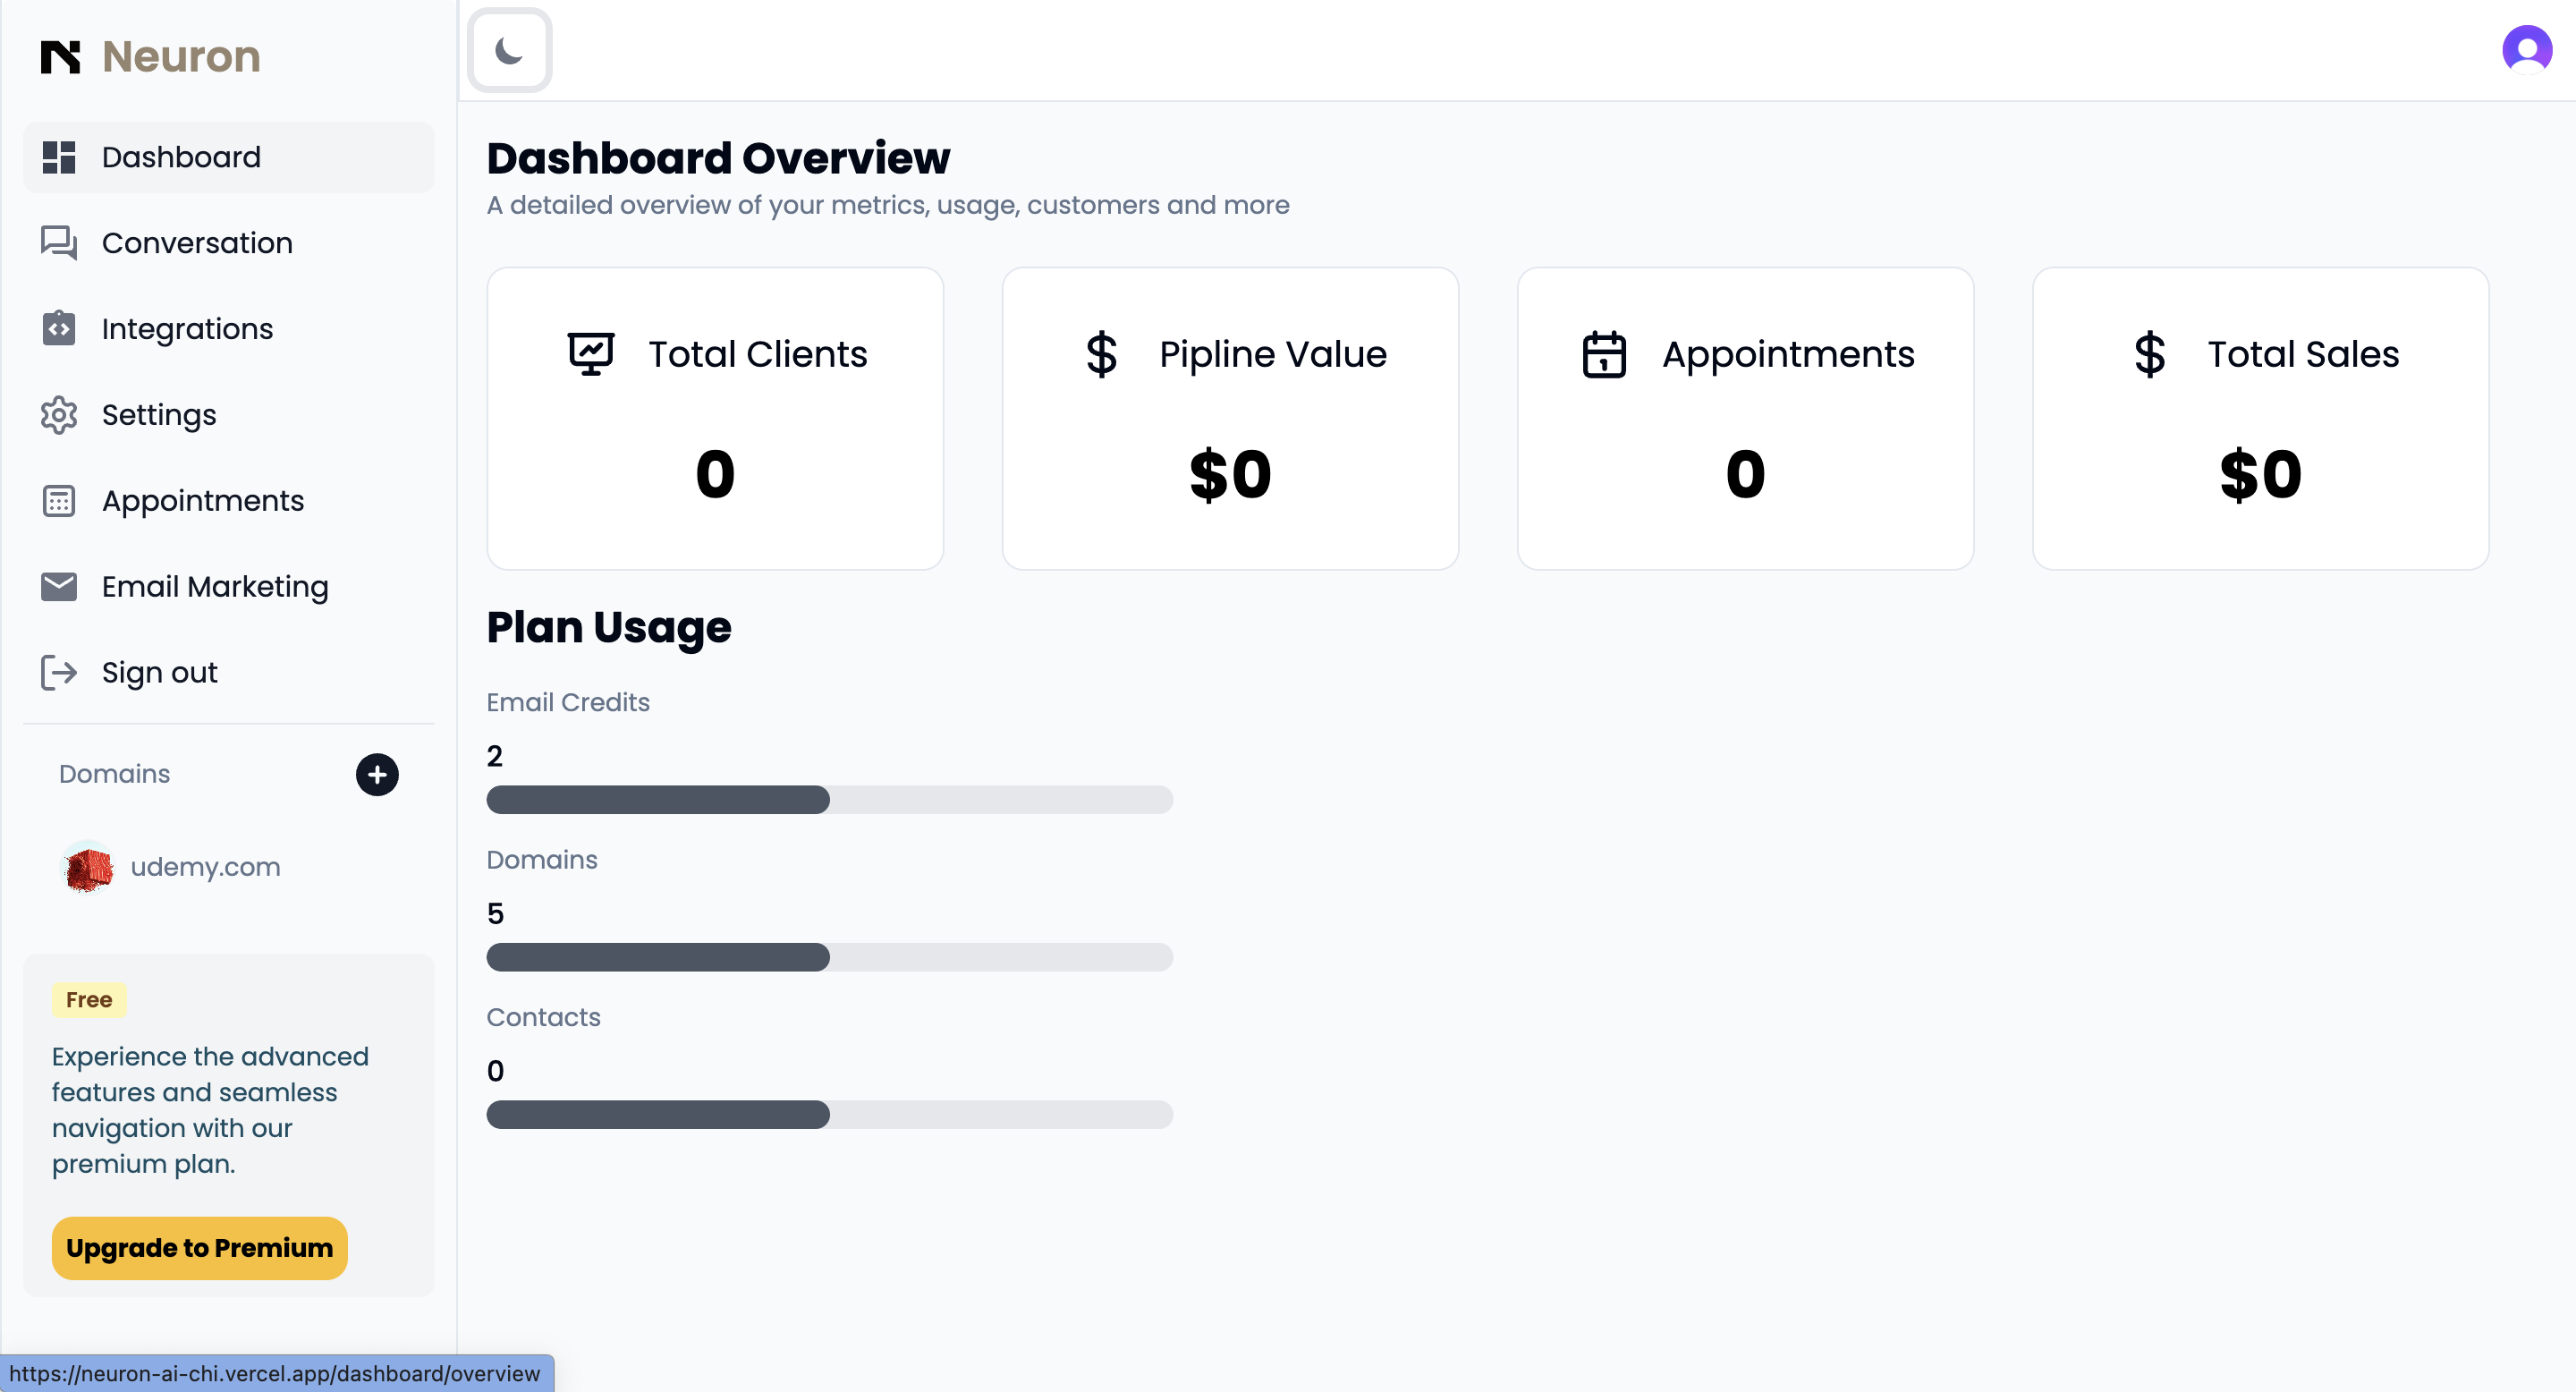 Neuron
Dashboard
Conversation
Integrations
Settings
Appointments
Email Marketing
Sign out
Domains
udemy.com
Free
Experience the advanced
features and seamless
navigation with our
premium plan.
Upgrade to Premium
https://neuron-ai-chi.vercel.app/dashboard/overview
Dashboard Overview
A detailed overview of your metrics, usage, customers and more
Total Clients
0
Pipline Value
$0
Appointments
0
Total Sales
$0
Plan Usage
Email Credits
2
Domains
5
Contacts
0